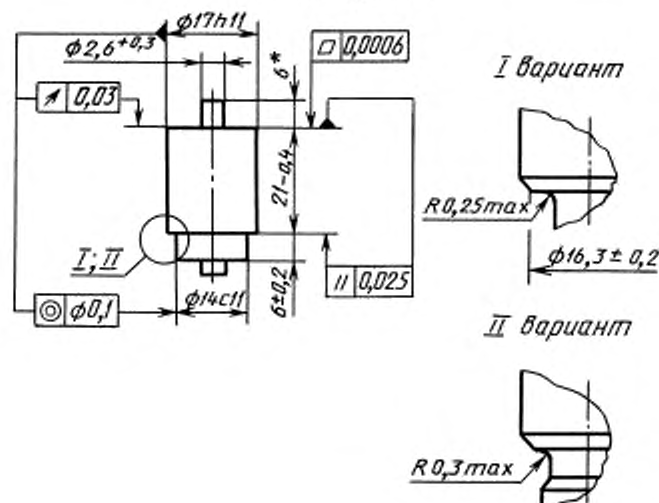 φ17h11
φ2,6+0,3
6*
▱ 0,0006
I Вариант
↗ 0,03
21-0,4
R0,25max
I; II
φ16,3±0,2
// 0,025
6±0,2
◎ φ0,1
φ14c11
II Вариант
R0,3max